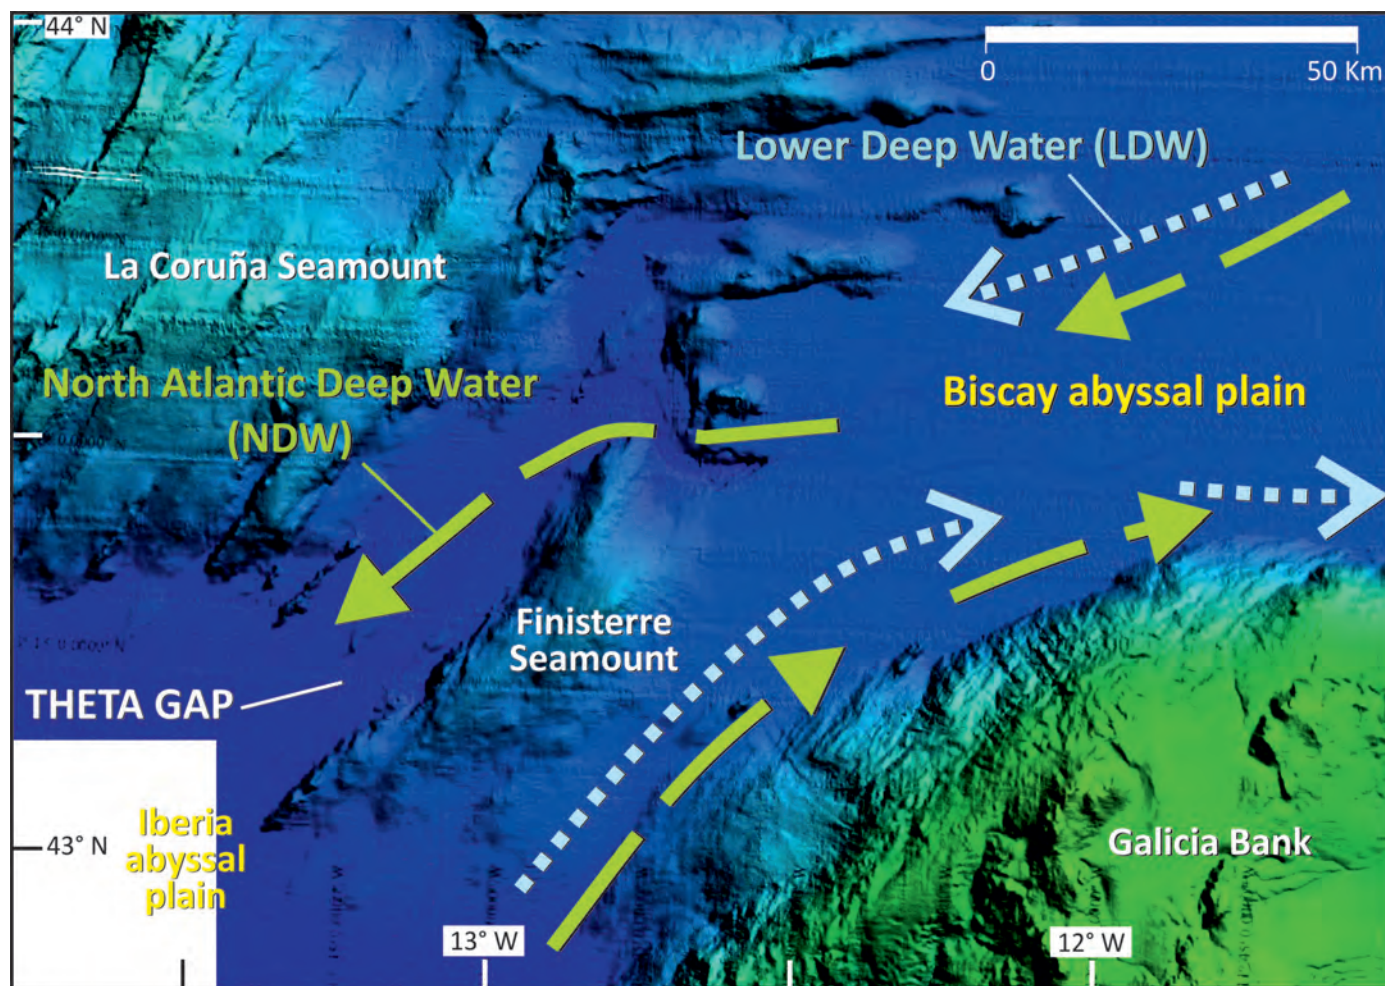 44° N
0
50 Km
Lower Deep Water (LDW)
La Coruña Seamount
North Atlantic Deep Water
(NDW)
Biscay abyssal plain
Finisterre
Seamount
THETA GAP
Iberia
abyssal
plain
43° N
Galicia Bank
13° W
12° W